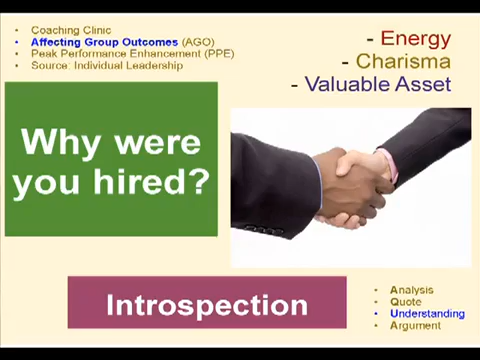 Coaching Clinic
Affecting Group Outcomes (AGO)
Peak Performance Enhancement (PPE)
Source: Individual Leadership
- Energy
- Charisma
- Valuable Asset
Why were
you hired?
Introspection
Analysis
Quote
Understanding
Argument